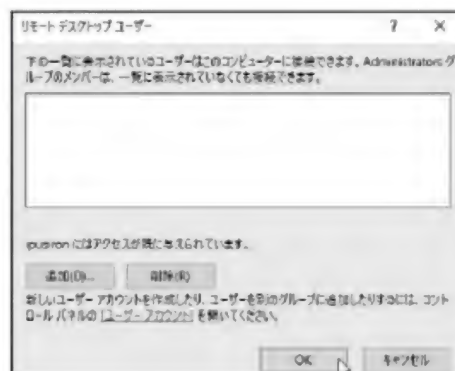 リモート デスクトップ ユーザー
? ×
下の一覧に表示されているユーザーはこのコンピューターに接続できます。Administrators グ
ループのメンバーは、一覧に表示されていなくても接続できます。
ipusiron にはアクセスが既に与えられています。
追加(D)... 削除(R)
新しいユーザー アカウントを作成したり、ユーザーを別のグループに追加したりするには、コント
ロール パネルの [ユーザー アカウント] を開いてください。
OK キャンセル